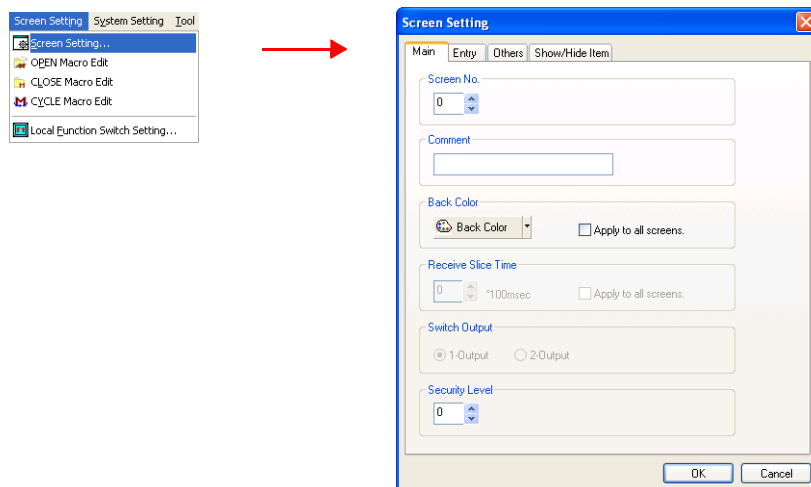 Screen Setting System Setting Tool
Screen Setting...
OPEN Macro Edit
CLOSE Macro Edit
CYCLE Macro Edit
Local Function Switch Setting...
Screen Setting
Main Entry Others Show/Hide Item
Screen No.
0
Comment
Back Color
Back Color Apply to all screens.
Receive Slice Time
0 *100msec Apply to all screens.
Switch Output
1-Output 2-Output
Security Level
0
OK Cancel